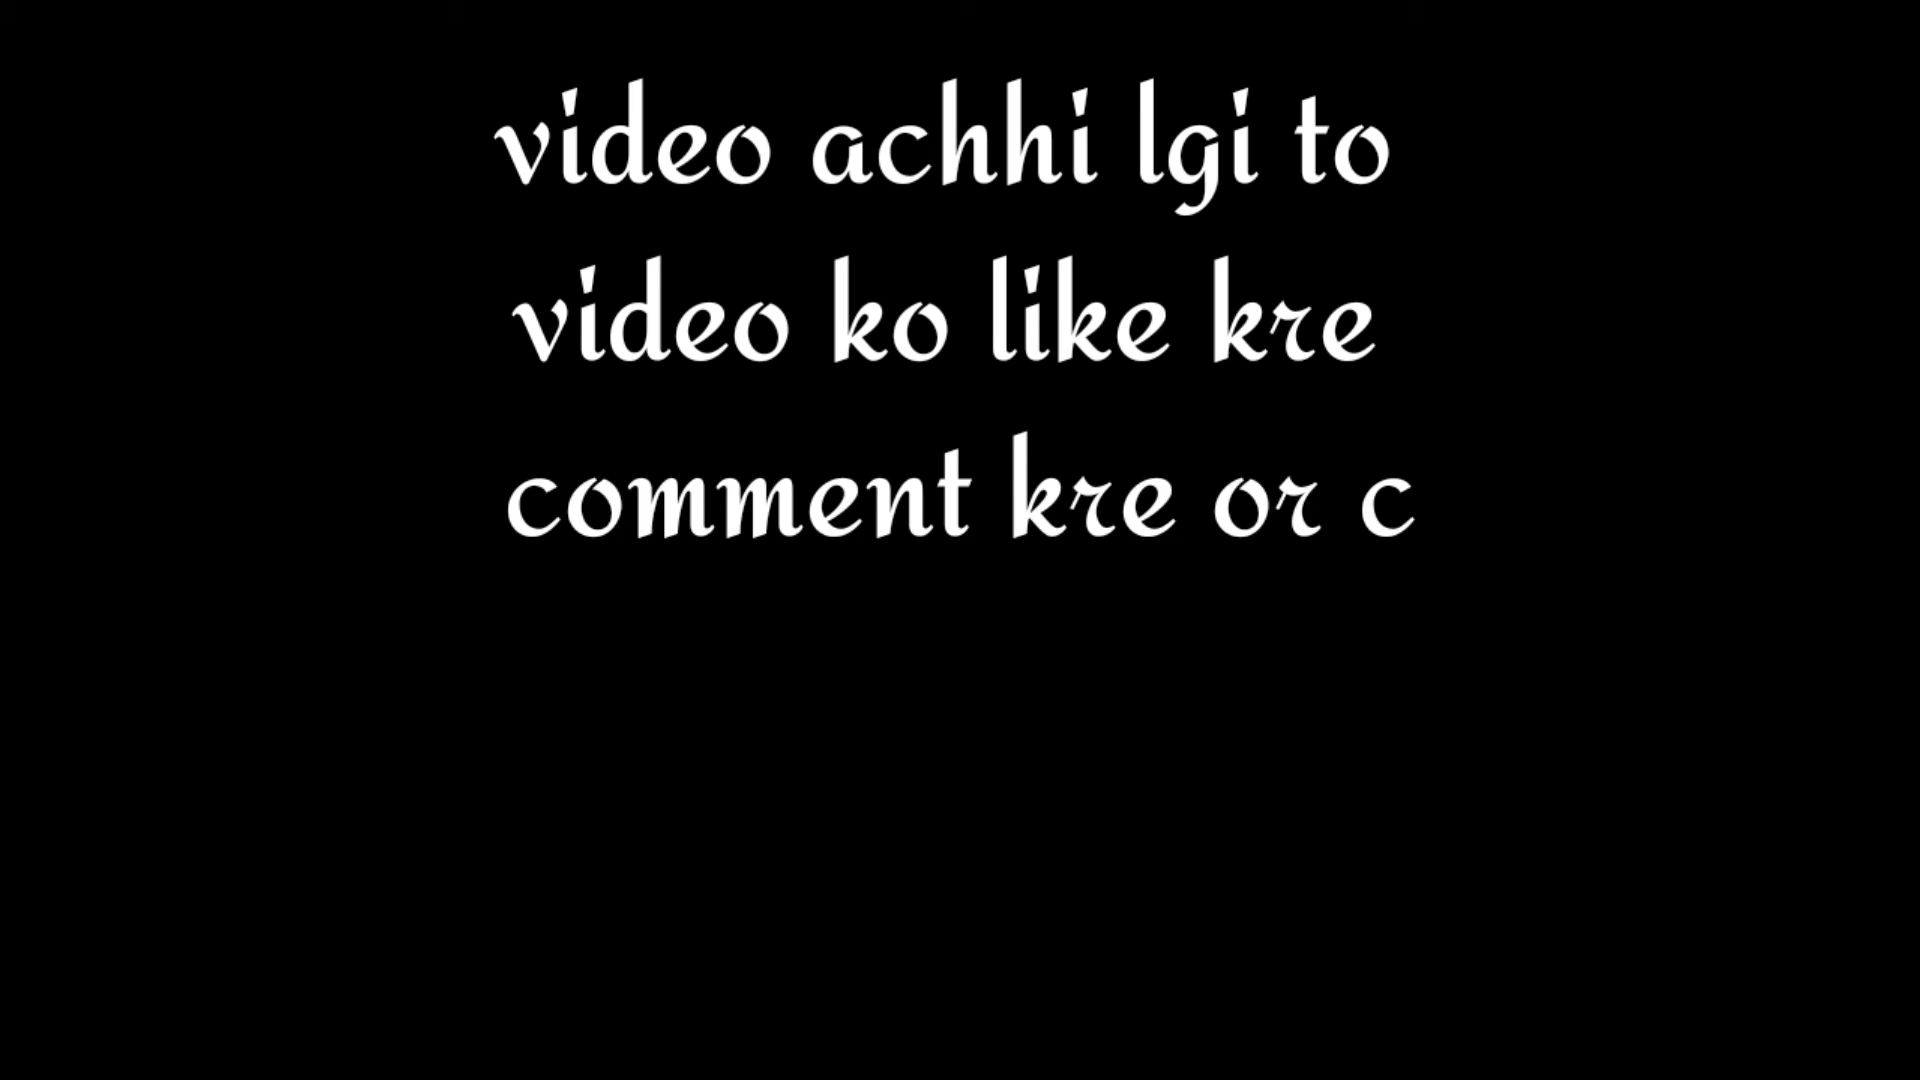 video achhi lgi to
video ko like kre
comment kre or c